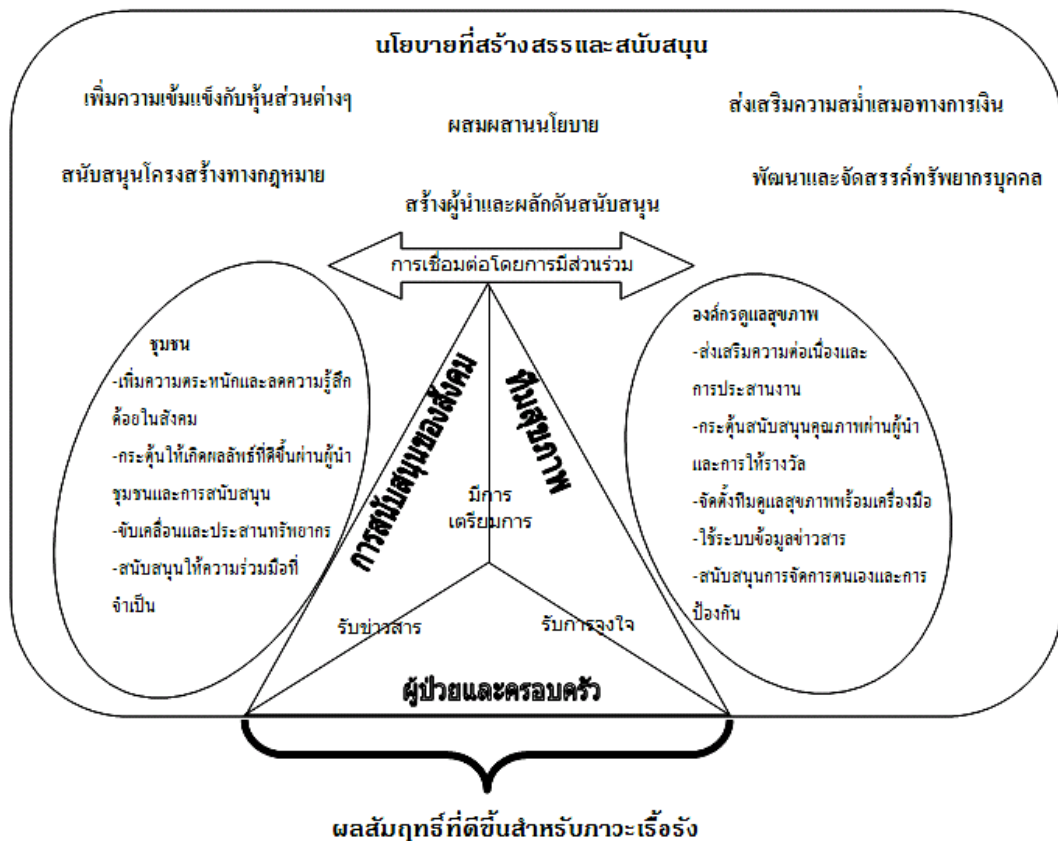 นโยบายที่สร้างสรรและสนับสนุน
เพิ่มความเข้มแข็งกับหุ้นส่วนต่างๆ
ผสมผสานนโยบาย
ส่งเสริมความสม่ำเสมอทางการเงิน
สนับสนุนโครงสร้างทางกฎหมาย
สร้างผู้นำและผลักดันสนับสนุน
พัฒนาและจัดสรรค์ทรัพยากรบุคคล
การเชื่อมต่อโดยการมีส่วนร่วม
ชุมชน
-เพิ่มความตระหนักและลดความรู้สึก
ด้อยในสังคม
-กระตุ้นให้เกิดผลลัพธ์ที่ดีขึ้นผ่านผู้นำ
ชุมชนและการสนับสนุน
-ขับเคลื่อนและประสานทรัพยากร
-สนับสนุนให้ความร่วมมือที่
จำเป็น
การสนับสนุนของสังคม
ทีมสุขภาพ
มีการ
เตรียมการ
รับข่าวสาร
รับการจูงใจ
ผู้ป่วยและครอบครัว
องค์กรดูแลสุขภาพ
-ส่งเสริมความต่อเนื่องและ
การประสานงาน
-กระตุ้นสนับสนุนคุณภาพผ่านผู้นำ
และการให้รางวัล
-จัดตั้งทีมดูแลสุขภาพพร้อมเครื่องมือ
-ใช้ระบบข้อมูลข่าวสาร
-สนับสนุนการจัดการตนเองและการ
ป้องกัน
ผลสัมฤทธิ์ที่ดีขึ้นสำหรับภาวะเรื้อรัง